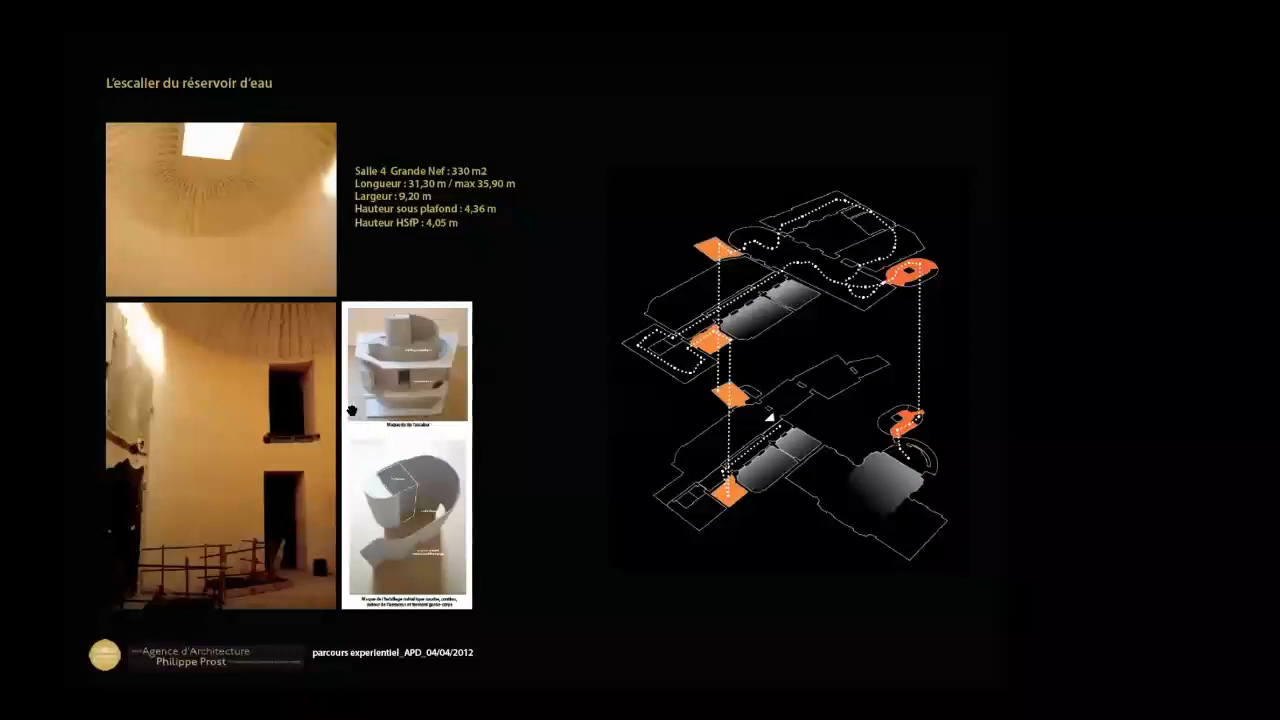 L'escalier du réservoir d'eau
Salle 4 Grande Nef : 330 m2
Longueur : 31,30 m / max 35,90 m
Largeur : 9,20 m
Hauteur sous plafond : 4,36 m
Hauteur HSfP : 4,05 m
Maquette de l'escalier
Agence d'Architecture
Philippe Prost
parcours experientiel_APD_04/04/2012